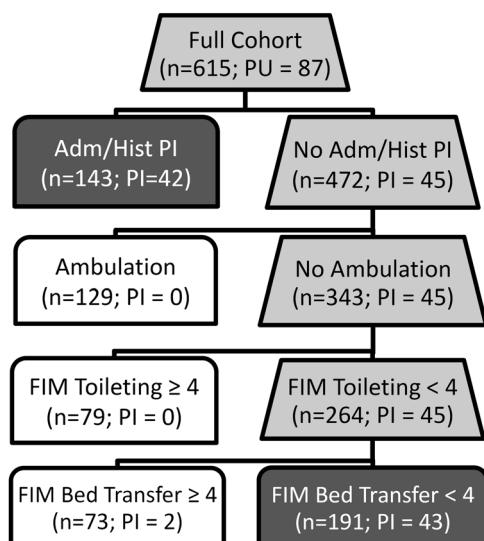 Full Cohort
(n=615; PU = 87)
Adm/Hist PI
(n=143; PI=42)
No Adm/Hist PI
(n=472; PI = 45)
Ambulation
(n=129; PI = 0)
No Ambulation
(n=343; PI = 45)
FIM Toileting ≥ 4
(n=79; PI = 0)
FIM Toileting < 4
(n=264; PI = 45)
FIM Bed Transfer ≥ 4
(n=73; PI = 2)
FIM Bed Transfer < 4
(n=191; PI = 43)